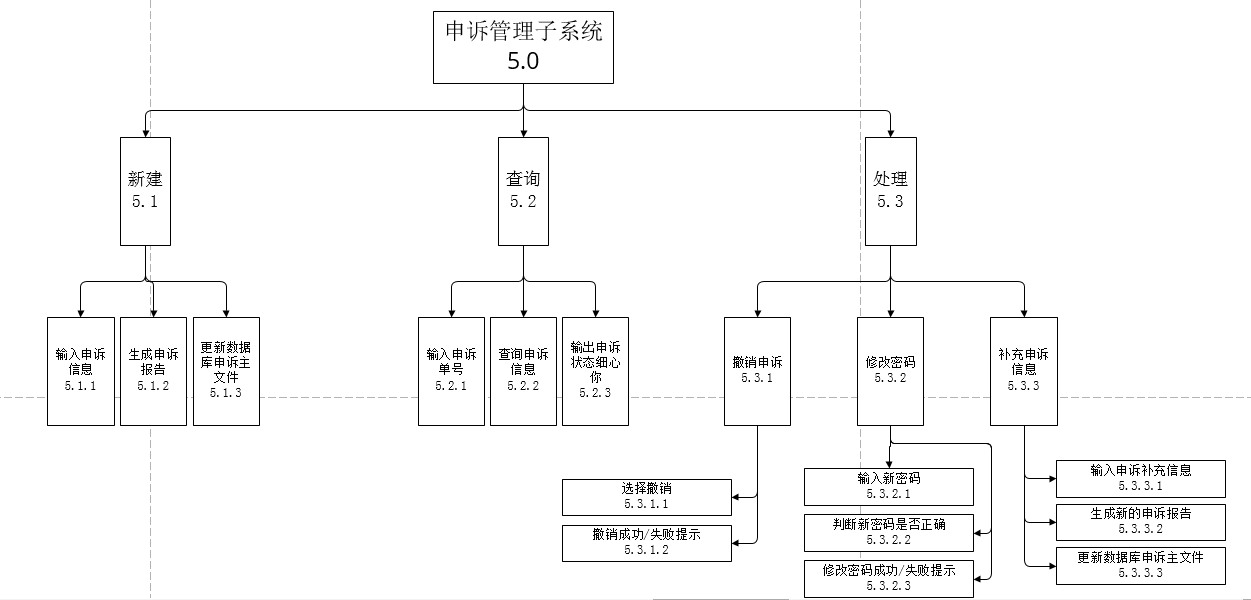 申诉管理子系统
5.0
新建
5.1
查询
5.2
处理
5.3
输入申诉
信息
5.1.1
生成申诉
报告
5.1.2
更新数据
库申诉主
文件
5.1.3
输入申诉
单号
5.2.1
查询申诉
信息
5.2.2
输出申诉
状态细心
你
5.2.3
撤销申诉
5.3.1
修改密码
5.3.2
补充申诉
信息
5.3.3
选择撤销
5.3.1.1
撤销成功/失败提示
5.3.1.2
输入新密码
5.3.2.1
判断新密码是否正确
5.3.2.2
修改密码成功/失败提示
5.3.2.3
输入申诉补充信息
5.3.3.1
生成新的申诉报告
5.3.3.2
更新数据库申诉主文件
5.3.3.3